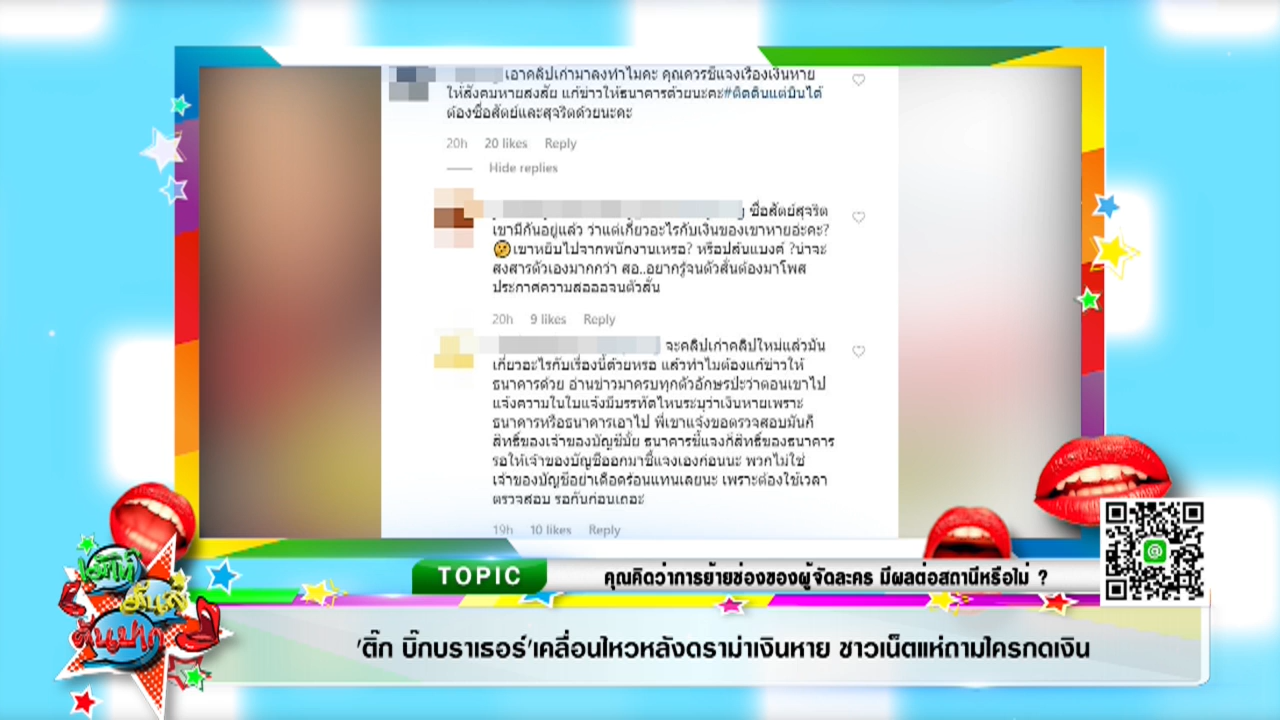 เอาคลิปเก่ามาลงทำไมคะ คุณควรชี้แจงเรื่องเงินหาย
ให้สังคมหายสงสัย แก้ข่าวให้ธนาคารด้วยนะคะ#ติดดินแต่บินได้
ต้องซื่อสัตย์และสุจริตด้วยนะคะ
20h 20 likes Reply
Hide replies
ซื่อสัตย์สุจริต
เขามีกันอยู่แล้ว ว่าแต่เกี่ยวอะไรกับเงินของเขาหายอ่ะคะ?
🤔เขาหยิบไปจากพนักงานเหรอ? หรือปล้นแบงค์ ?น่าจะ
สงสารตัวเองมากกว่า สอ..อยากรู้จนตัวสั่นต้องมาโพส
ประกาศความสอออจนตัวสั่น
20h 9 likes Reply
จะคลิปเก่าคลิปใหม่แล้วมัน
เกี่ยวอะไรกับเรื่องนี้ด้วยหรอ แล้วทำไมต้องแก้ข่าวให้
ธนาคารด้วย อ่านข่าวมาครบทุกตัวอักษรปะว่าตอนเขาไป
แจ้งความในใบแจ้งมีบรรทัดไหนระบุว่าเงินหายเพราะ
ธนาคารหรือธนาคารเอาไป พี่เขาแจ้งขอตรวจสอบมันก็
สิทธิ์ของเจ้าของบัญชีมั้ย ธนาคารชี้แจงก็สิทธิ์ของธนาคาร
รอให้เจ้าของบัญชีออกมาชี้แจงเองก่อนนะ พวกไม่ใช่
เจ้าของบัญชีอย่าเดือดร้อนแทนเลยนะ เพราะต้องใช้เวลา
ตรวจสอบ รอกันก่อนเถอะ
19h 10 likes Reply
TOPIC คุณคิดว่าการย้ายช่องของผู้จัดละคร มีผลต่อสถานีหรือไม่ ?
'ติ๊ก บิ๊กบราเธอร์'เคลื่อนไหวหลังดราม่าเงินหาย ชาวเน็ตแห่ถามใครกดเงิน